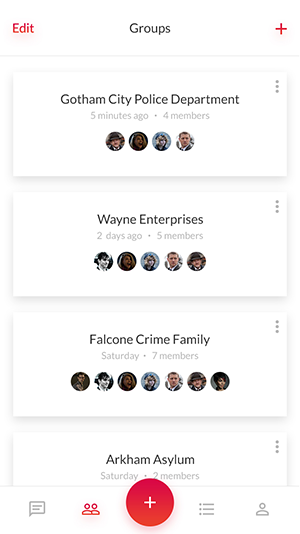 Edit Groups +
Gotham City Police Department
5 minutes ago • 4 members
Wayne Enterprises
2 days ago • 5 members
Falcone Crime Family
Saturday • 7 members
Arkham Asylum
Saturday • 2 members
+